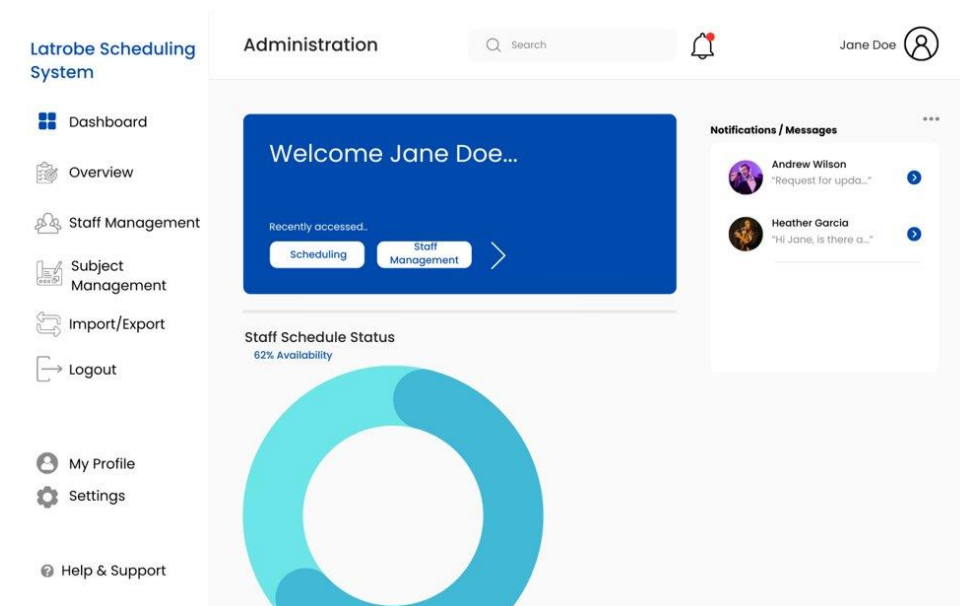 Latrobe Scheduling
System
Dashboard
Overview
Staff Management
Subject
Management
Import/Export
Logout
My Profile
Settings
Help & Support
Administration
Search
Jane Doe
Welcome Jane Doe...
Recently accessed..
Scheduling
Staff
Management
Staff Schedule Status
62% Availability
Notifications / Messages
Andrew Wilson
"Request for upda..."
Heather Garcia
"Hi Jane, is there a..."